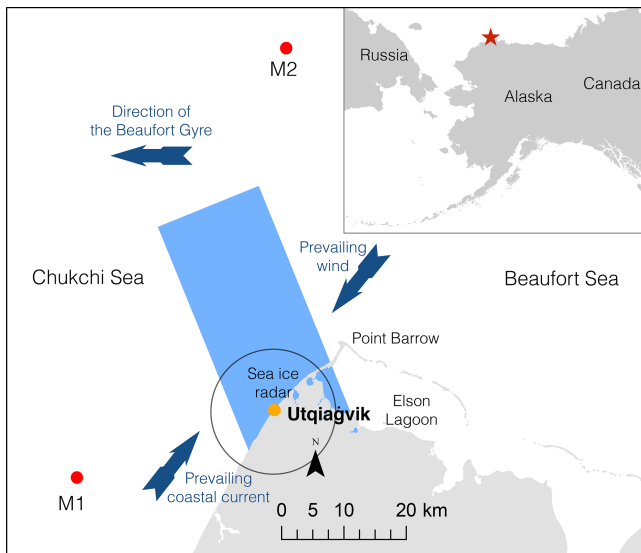 M2
Russia
Alaska
Canada
Direction of
the Beaufort Gyre
Prevailing
wind
Chukchi Sea
Beaufort Sea
Point Barrow
Sea ice
radar
Utqiaġvik
Elson
Lagoon
N
M1
Prevailing
coastal current
0 5 10 20 km